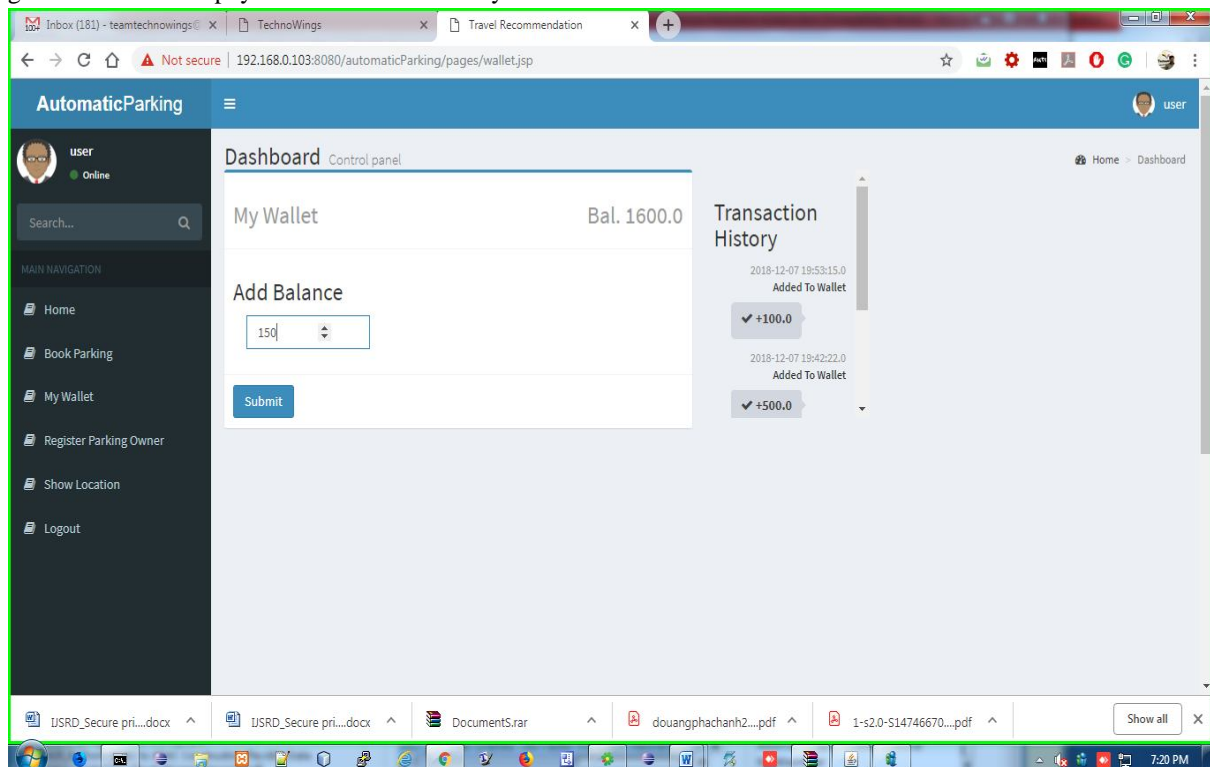 Inbox (181) - teamtechnowings@
TechnoWings
Travel Recommendation
Not secure | 192.168.0.103:8080/automaticParking/pages/wallet.jsp
AutomaticParking
user
user
Online
Dashboard Control panel
Home > Dashboard
Search...
My Wallet
Bal. 1600.0
Transaction
History
MAIN NAVIGATION
2018-12-07 19:53:15.0
Added To Wallet
+100.0
Add Balance
150
2018-12-07 19:42:22.0
Added To Wallet
+500.0
Submit
Home
Book Parking
My Wallet
Register Parking Owner
Show Location
Logout
IJSRD_Secure pri....docx
IJSRD_Secure pri....docx
DocumentS.rar
douangphachanh2....pdf
1-s2.0-S14746670....pdf
Show all
7:20 PM